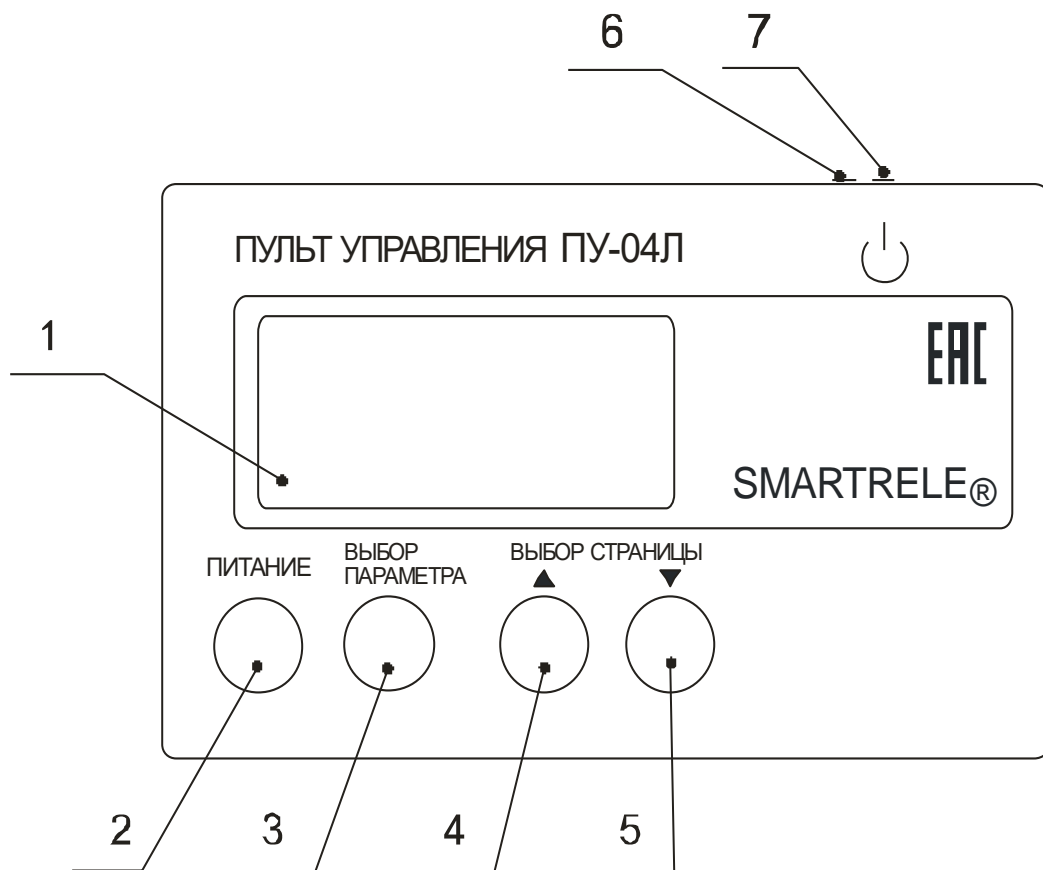 6 7
ПУЛЬТ УПРАВЛЕНИЯ ПУ-04Л
1
EAC
SMARTRELE®
ПИТАНИЕ
ВЫБОР
ПАРАМЕТРА
ВЫБОР СТРАНИЦЫ
▲ ▼
2 3 4 5